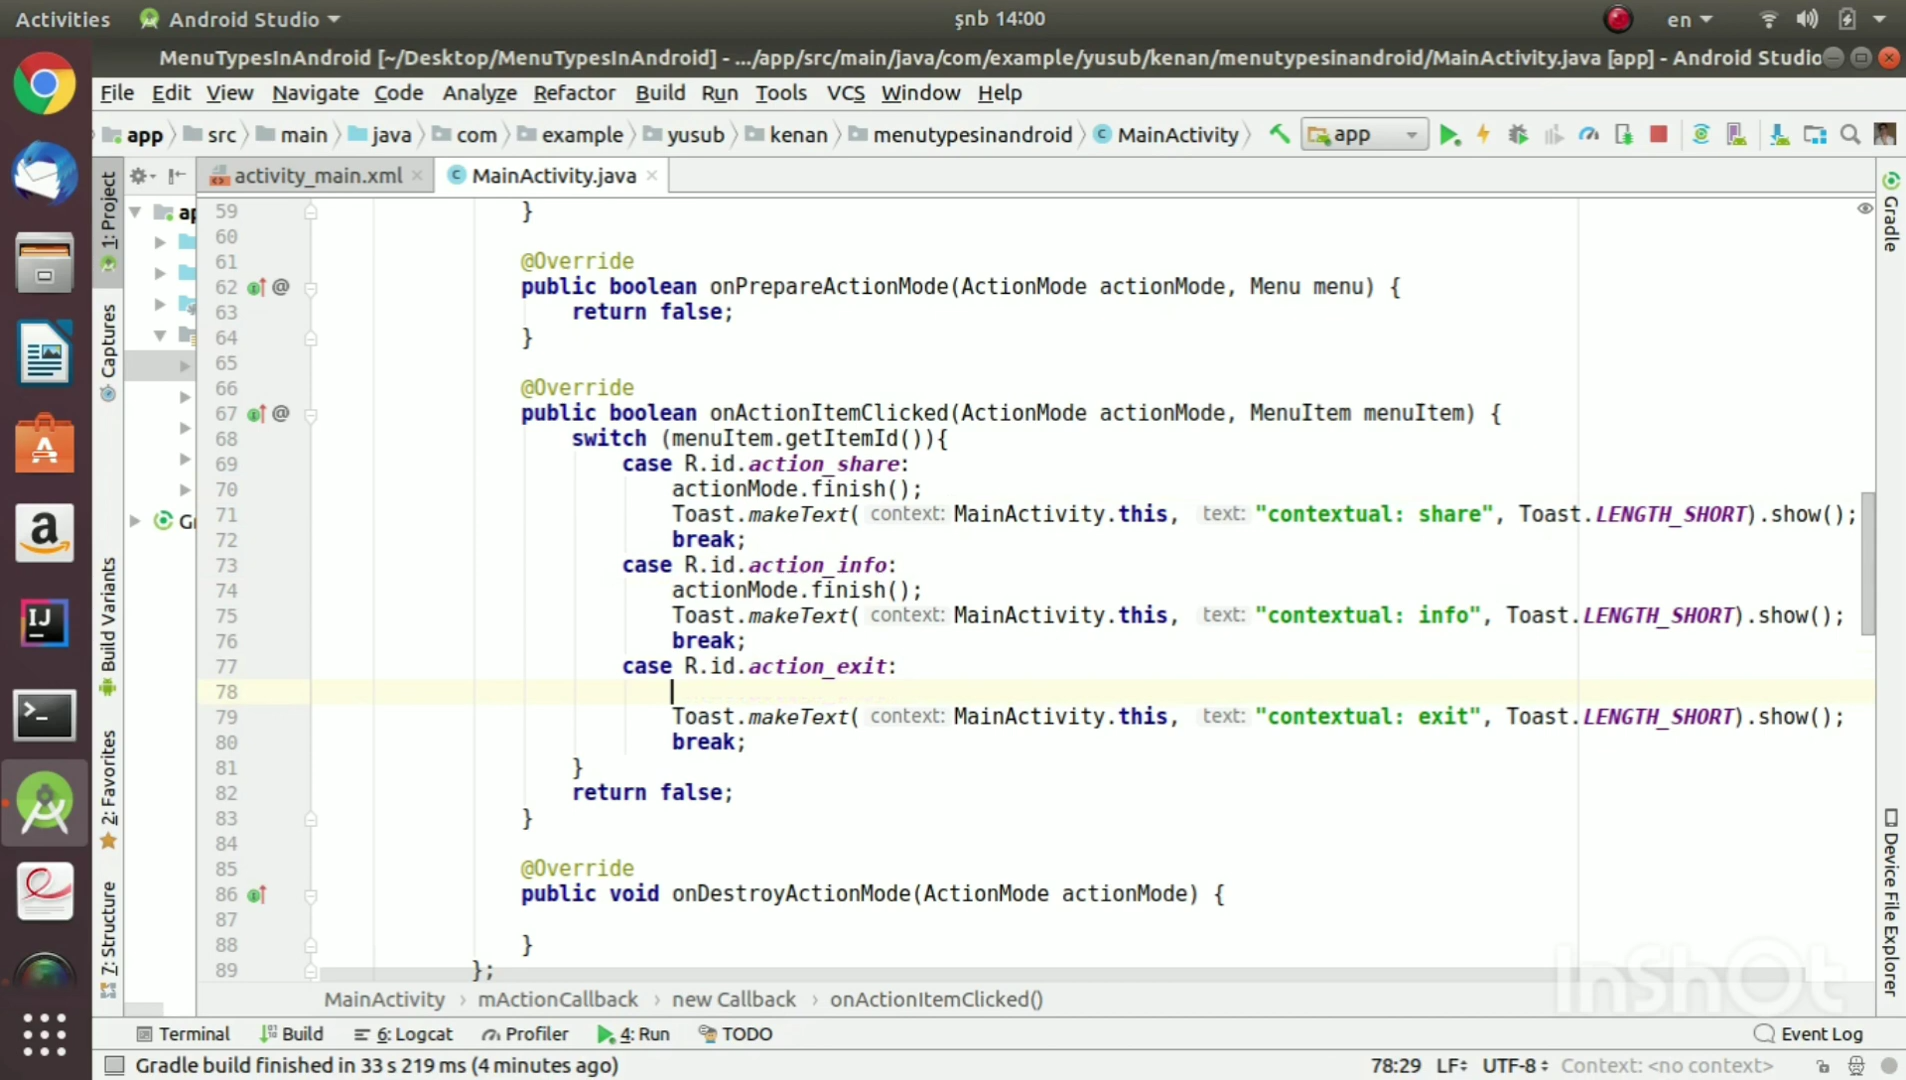 Activities Android Studio şnb 14:00 en
MenuTypesInAndroid [~/Desktop/MenuTypesInAndroid] - .../app/src/main/java/com/example/yusub/kenan/menutypesinandroid/MainActivity.java [app] - Android Studio
File Edit View Navigate Code Analyze Refactor Build Run Tools VCS Window Help
app src main java com example yusub kenan menutypesinandroid MainActivity app
activity_main.xml MainActivity.java
1: Project
Captures
Build Variants
2: Favorites
7: Structure
Gradle
Device File Explorer
59 }
60
61 @Override
62 public boolean onPrepareActionMode(ActionMode actionMode, Menu menu) {
63 return false;
64 }
65
66 @Override
67 public boolean onActionItemClicked(ActionMode actionMode, MenuItem menuItem) {
68 switch (menuItem.getItemId()){
69 case R.id.action_share:
70 actionMode.finish();
71 Toast.makeText( context: MainActivity.this, text: "contextual: share", Toast.LENGTH_SHORT).show();
72 break;
73 case R.id.action_info:
74 actionMode.finish();
75 Toast.makeText( context: MainActivity.this, text: "contextual: info", Toast.LENGTH_SHORT).show();
76 break;
77 case R.id.action_exit:
78
79 Toast.makeText( context: MainActivity.this, text: "contextual: exit", Toast.LENGTH_SHORT).show();
80 break;
81 }
82 return false;
83 }
84
85 @Override
86 public void onDestroyActionMode(ActionMode actionMode) {
87
88 }
89 };
InShOt
MainActivity › mActionCallback › new Callback › onActionItemClicked()
Terminal Build 6: Logcat Profiler 4: Run TODO Event Log
Gradle build finished in 33 s 219 ms (4 minutes ago) 78:29 LF UTF-8 Context: <no context>